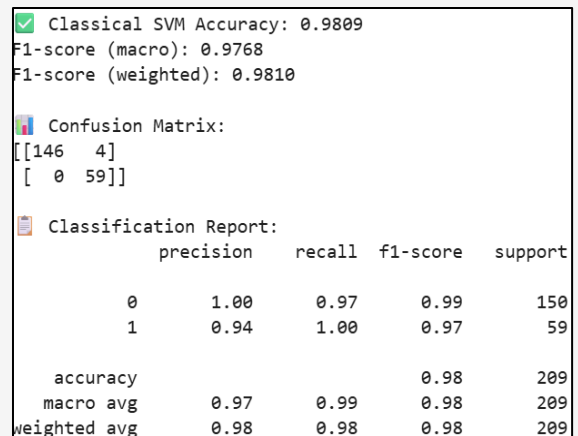 ✅ Classical SVM Accuracy: 0.9809
F1-score (macro): 0.9768
F1-score (weighted): 0.9810
📊 Confusion Matrix:
[[146   4]
 [  0  59]]
📋 Classification Report:
precision    recall  f1-score   support
0       1.00      0.97      0.99       150
1       0.94      1.00      0.97        59
accuracy                           0.98       209
macro avg       0.97      0.99      0.98       209
weighted avg       0.98      0.98      0.98       209